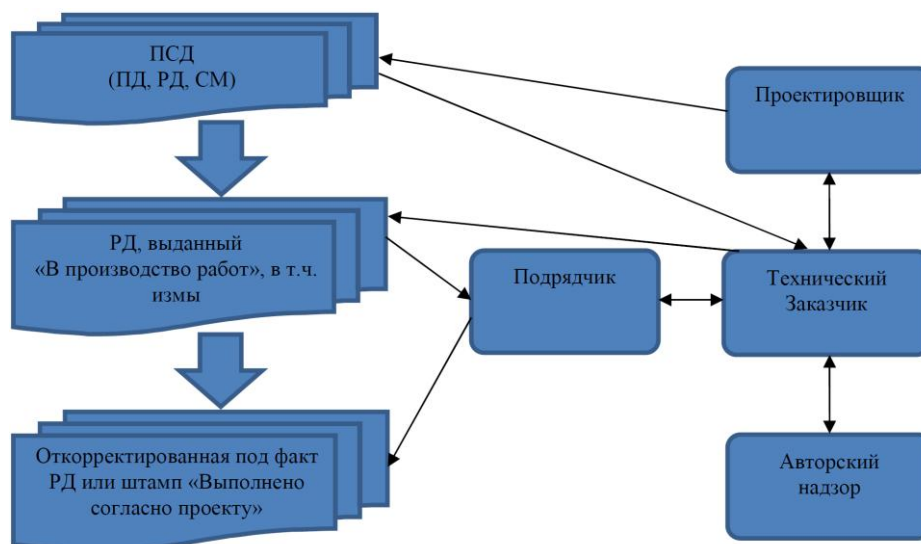 ПСД
(ПД, РД, СМ)
Проектировщик
РД, выданный
«В производство работ», в т.ч.
измы
Подрядчик
Технический
Заказчик
Откорректированная под факт
РД или штамп «Выполнено
согласно проекту»
Авторский
надзор